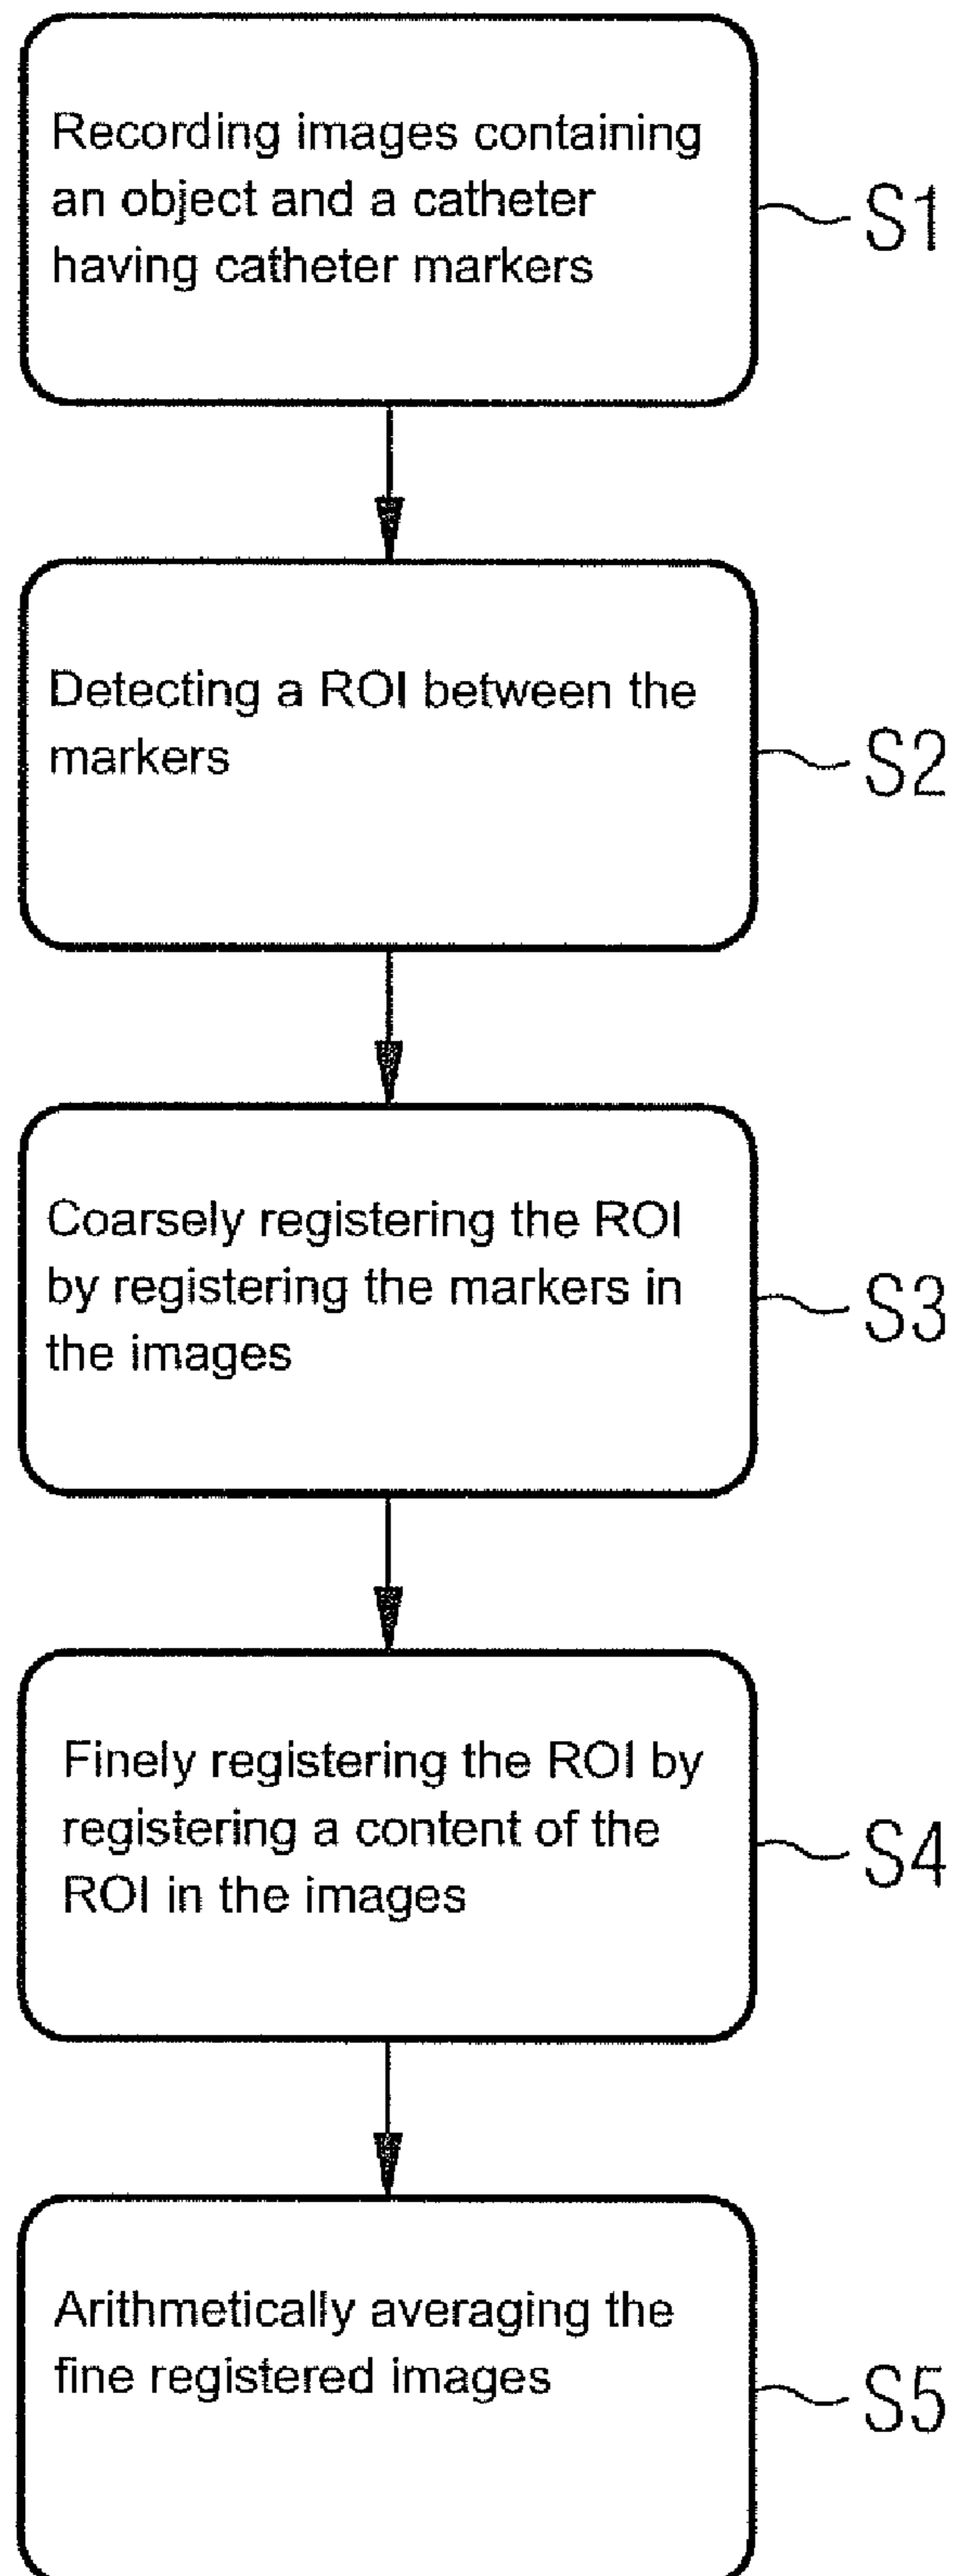 Recording images containing
an object and a catheter
having catheter markers
S1
Detecting a ROI between the
markers
S2
Coarsely registering the ROI
by registering the markers in
the images
S3
Finely registering the ROI by
registering a content of the
ROI in the images
S4
Arithmetically averaging the
fine registered images
S5